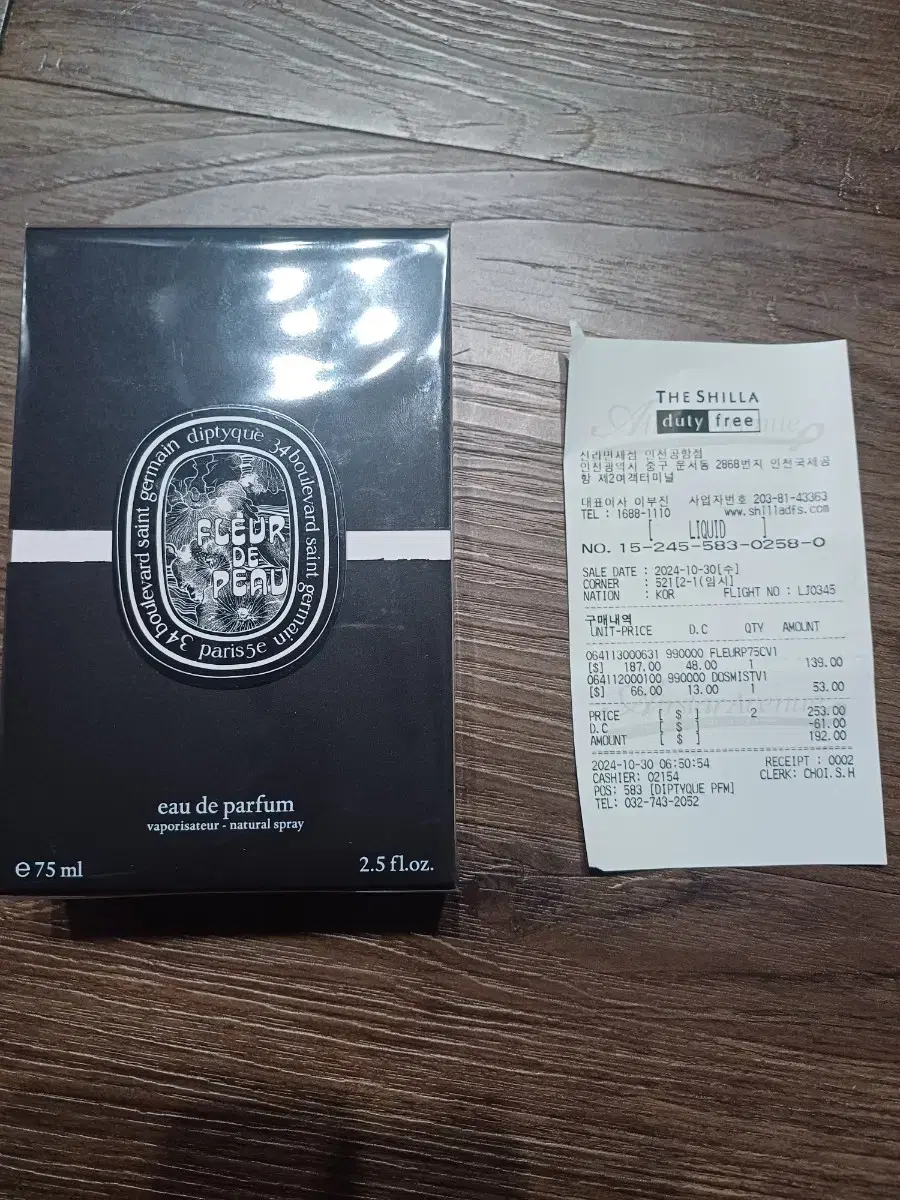 diptyque 34 boulevard saint germain paris5e 34 boulevard saint germain
FLEUR
DE
PEAU
eau de parfum
vaporisateur - natural spray
e 75 ml
2.5 fl.oz.
THE SHILLA
duty free
신라면세점 인천공항점
인천광역시 중구 운서동 2868번지 인천국제공
항 제2여객터미널
대표이사 이부진 사업자번호 203-81-43363
TEL : 1688-1110 www.shilladfs.com
[ LIQUID ]
NO. 15-245-583-0258-0
SALE DATE : 2024-10-30[수]
CORNER : 521[2-1(임시]
NATION : KOR FLIGHT NO : LJ0345
구매내역
UNIT-PRICE D.C QTY AMOUNT
064113000631 990000 FLEURP75CV1
[$] 187.00 48.00 1 139.00
064112000100 990000 DOSMISTV1
[$] 66.00 13.00 1 53.00
PRICE [ $ ] 2 253.00
D.C [ $ ] -61.00
AMOUNT [ $ ] 192.00
2024-10-30 06:50:54 RECEIPT : 0002
CASHIER: 02154 CLERK: CHOI.S.H
POS: 583 [DIPTYQUE PFM]
TEL: 032-743-2052